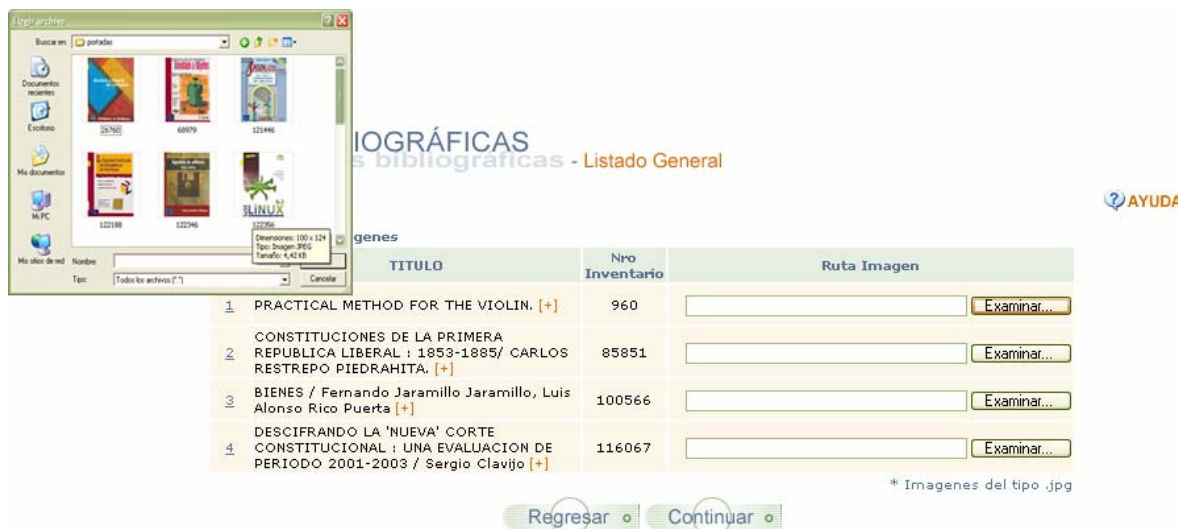 Elegir archivo
Buscar en: portadas
Documentos recientes
Escritorio
Mis documentos
Mi PC
Mis sitios de red
26760
68979
121446
122188
122346
122356
LiNUX
Dimensiones: 100 x 124
Tipo: Imagen JPEG
Tamaño: 4,42 KB
Nombre:
Tipo: Todos los archivos (*.*)
Cancelar
IOGRÁFICAS
s bibliográficas - Listado General
AYUDA
genes
TITULO
Nro
Inventario
Ruta Imagen
1 PRACTICAL METHOD FOR THE VIOLIN. [+] 960 Examinar...
CONSTITUCIONES DE LA PRIMERA
2 REPUBLICA LIBERAL : 1853-1885/ CARLOS 85851 Examinar...
RESTREPO PIEDRAHITA. [+]
3 BIENES / Fernando Jaramillo Jaramillo, Luis 100566 Examinar...
Alonso Rico Puerta [+]
DESCIFRANDO LA 'NUEVA' CORTE
4 CONSTITUCIONAL : UNA EVALUACION DE 116067 Examinar...
PERIODO 2001-2003 / Sergio Clavijo [+]
* Imagenes del tipo .jpg
Regresar Continuar